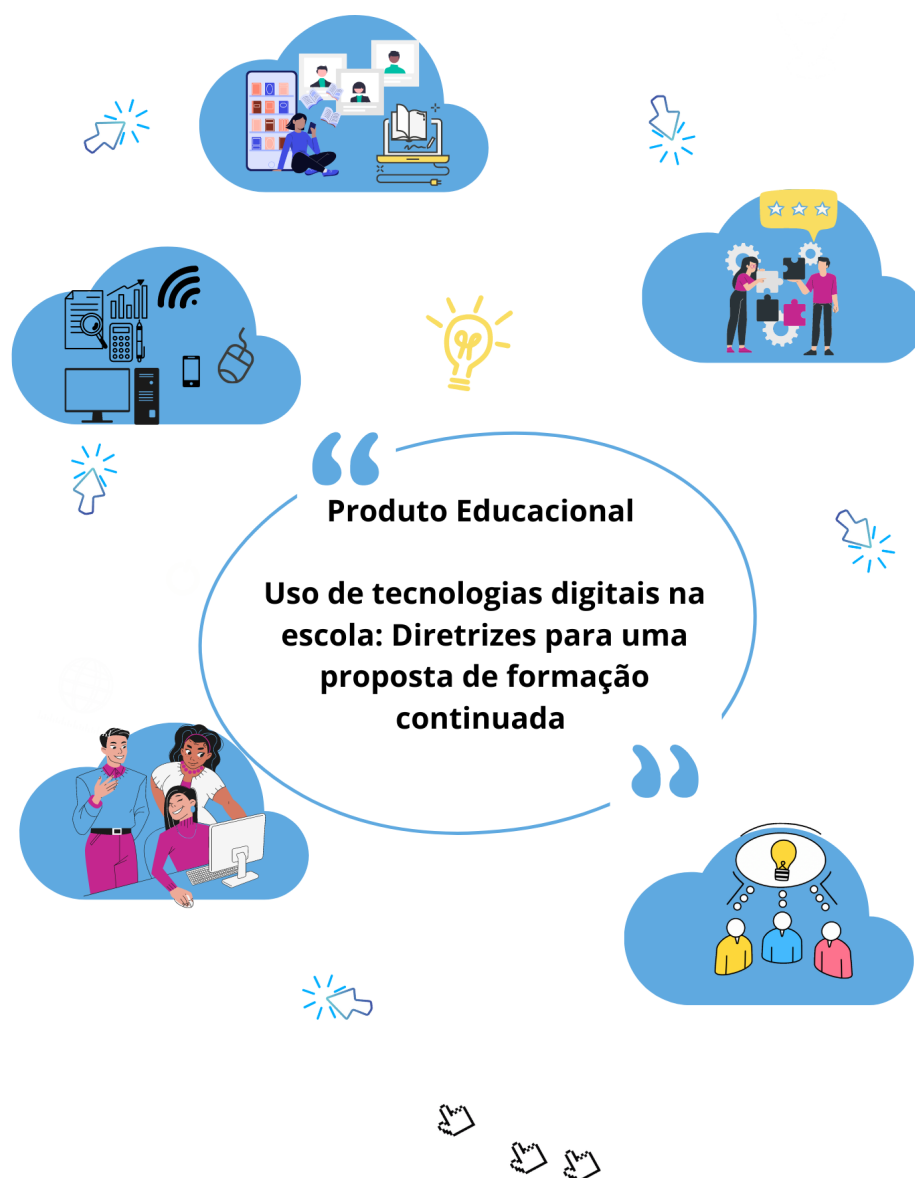 Produto Educacional
Uso de tecnologias digitais na
escola: Diretrizes para uma
proposta de formação
continuada